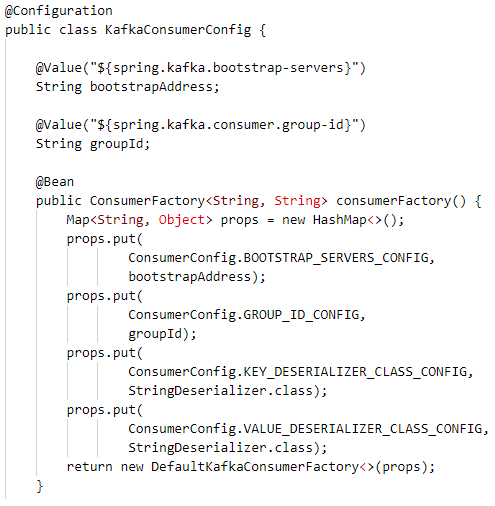 @Configuration
public class KafkaConsumerConfig {
@Value("${spring.kafka.bootstrap-servers}")
String bootstrapAddress;
@Value("${spring.kafka.consumer.group-id}")
String groupId;
@Bean
public ConsumerFactory<String, String> consumerFactory() {
Map<String, Object> props = new HashMap<>();
props.put(
ConsumerConfig.BOOTSTRAP_SERVERS_CONFIG,
bootstrapAddress);
props.put(
ConsumerConfig.GROUP_ID_CONFIG,
groupId);
props.put(
ConsumerConfig.KEY_DESERIALIZER_CLASS_CONFIG,
StringDeserializer.class);
props.put(
ConsumerConfig.VALUE_DESERIALIZER_CLASS_CONFIG,
StringDeserializer.class);
return new DefaultKafkaConsumerFactory<>(props);
}